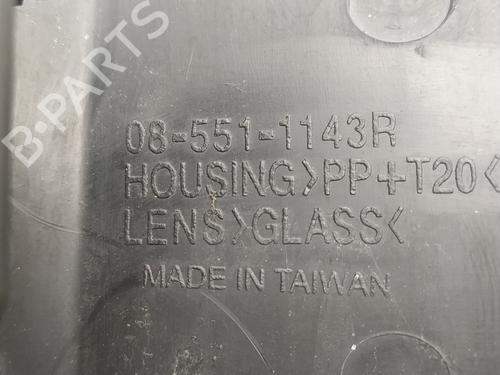 B-PARTS
08-551-1143R
HOUSING>PP+T20<
LENS>GLASS<
MADE IN TAIWAN